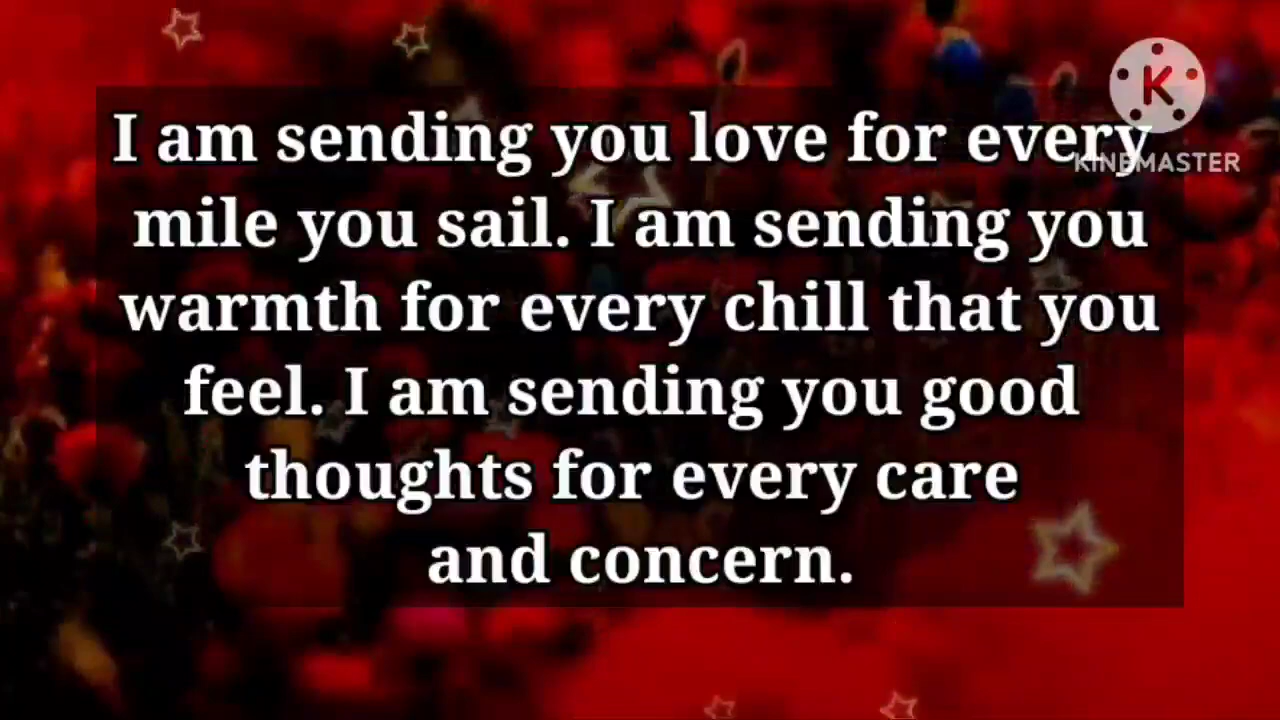 I am sending you love for every
KINEMASTER
mile you sail. I am sending you
warmth for every chill that you
feel. I am sending you good
thoughts for every care
and concern.